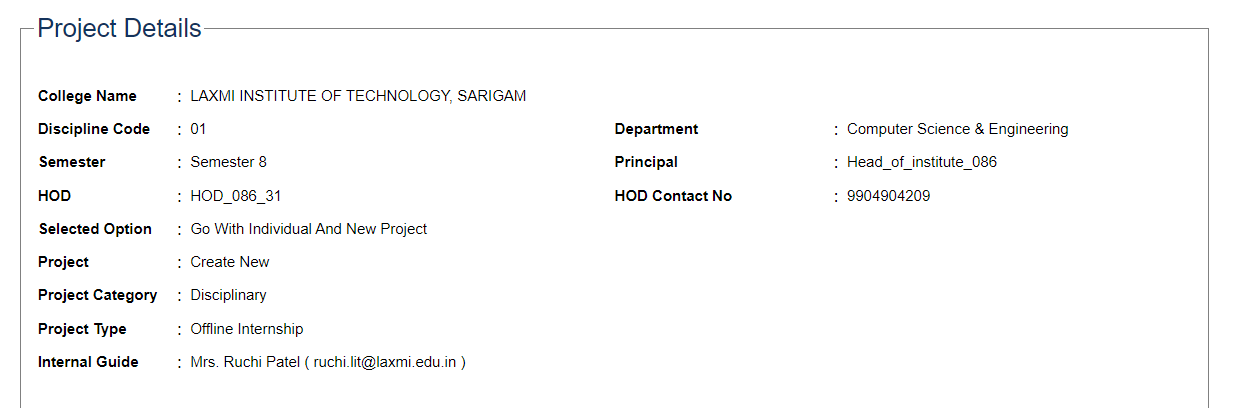 Project Details
College Name : LAXMI INSTITUTE OF TECHNOLOGY, SARIGAM
Discipline Code : 01 Department : Computer Science & Engineering
Semester : Semester 8 Principal : Head_of_institute_086
HOD : HOD_086_31 HOD Contact No : 9904904209
Selected Option : Go With Individual And New Project
Project : Create New
Project Category : Disciplinary
Project Type : Offline Internship
Internal Guide : Mrs. Ruchi Patel ( ruchi.lit@laxmi.edu.in )